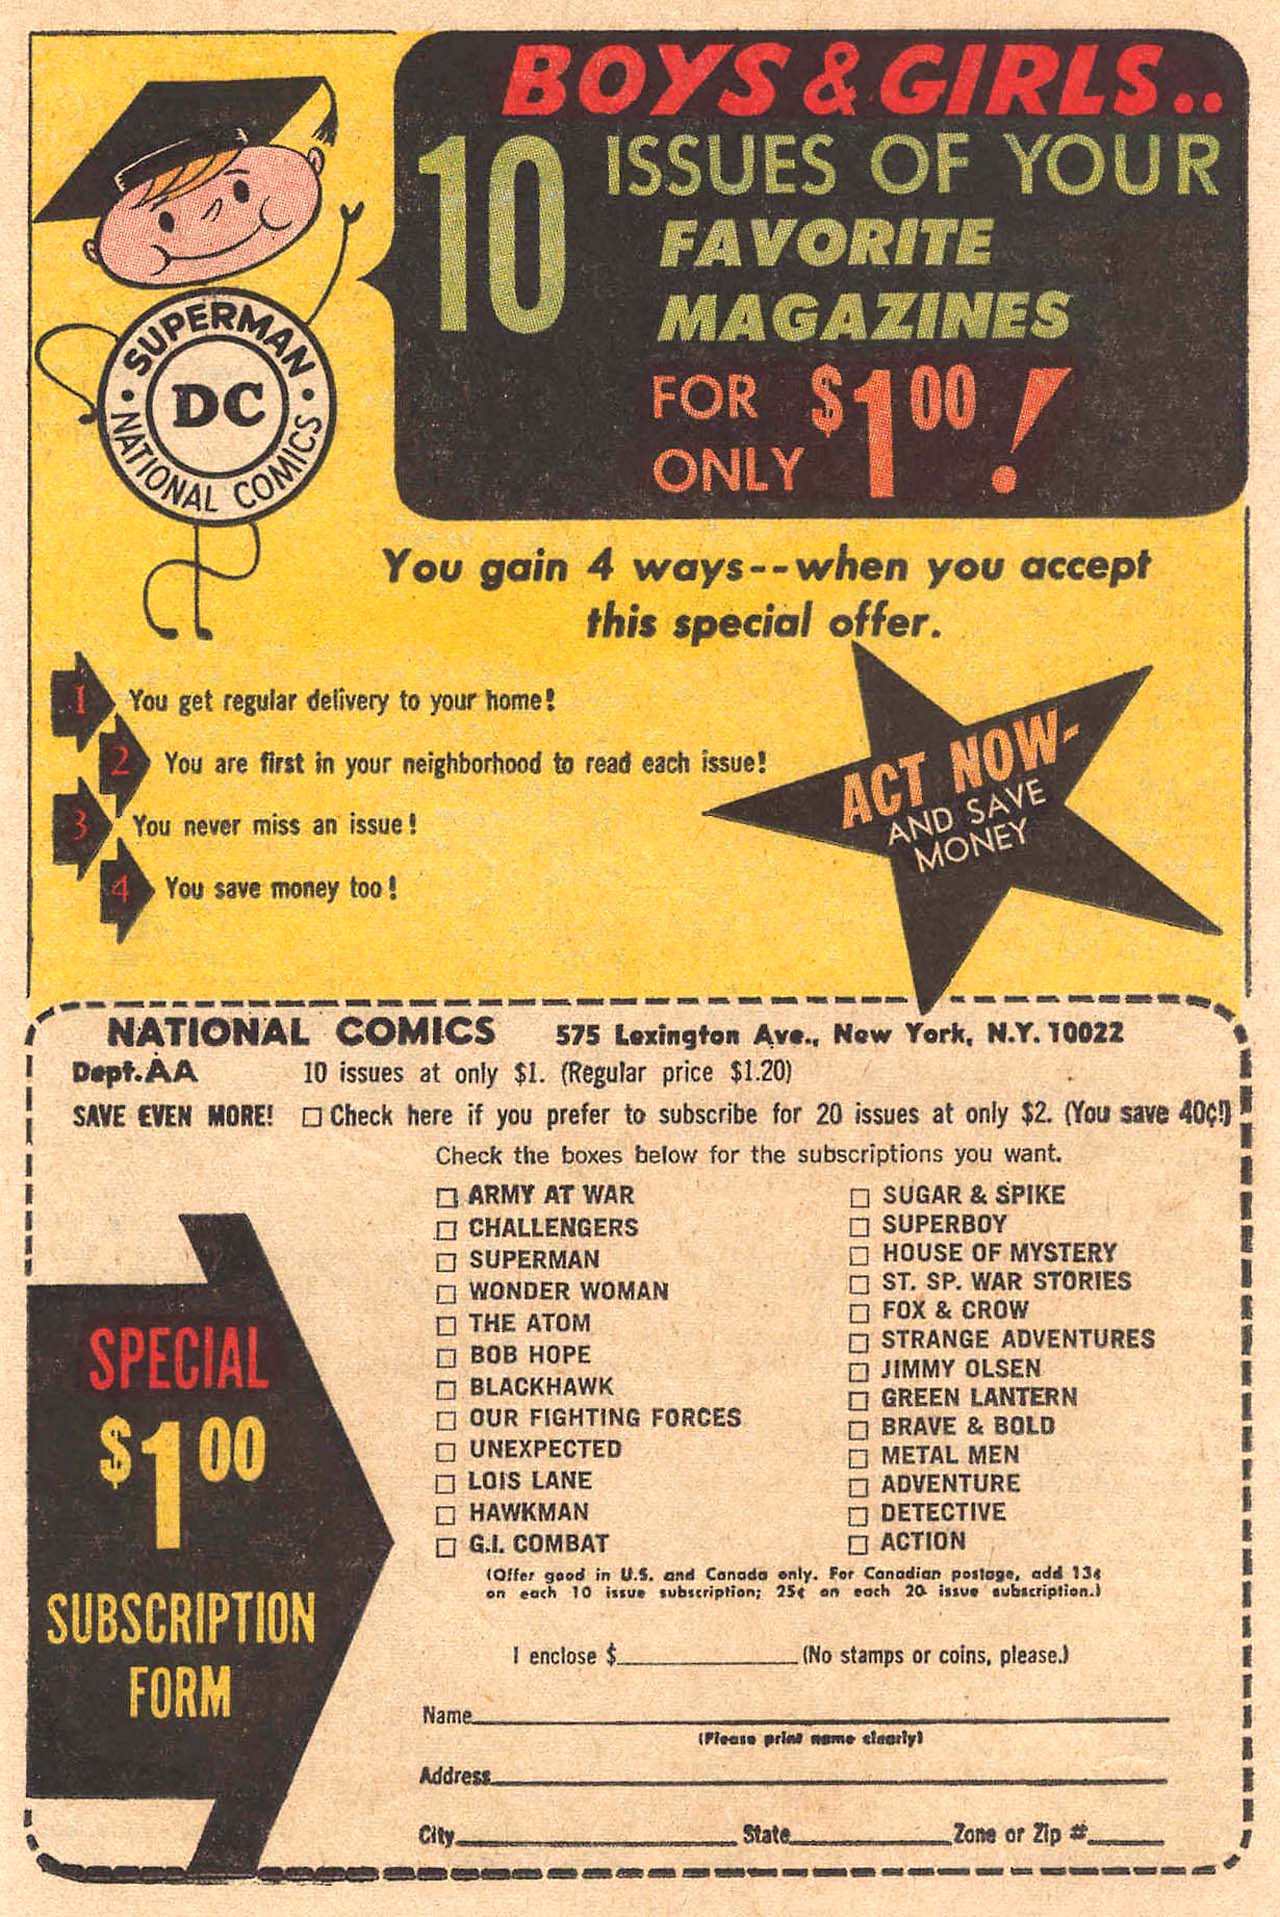 BOYS & GIRLS..
10 ISSUES OF YOUR
FAVORITE
MAGAZINES
FOR
ONLY $1.00!
SUPERMAN
DC
NATIONAL COMICS
You gain 4 ways--when you accept
this special offer.
1 You get regular delivery to your home!
2 You are first in your neighborhood to read each issue!
3 You never miss an issue!
4 You save money too!
ACT NOW-
AND SAVE
MONEY
NATIONAL COMICS 575 Lexington Ave., New York, N.Y. 10022
Dept.AA 10 issues at only $1. (Regular price $1.20)
SAVE EVEN MORE! ☐ Check here if you prefer to subscribe for 20 issues at only $2. (You save 40¢!)
Check the boxes below for the subscriptions you want.
☐ ARMY AT WAR
☐ CHALLENGERS
☐ SUPERMAN
☐ WONDER WOMAN
☐ THE ATOM
☐ BOB HOPE
☐ BLACKHAWK
☐ OUR FIGHTING FORCES
☐ UNEXPECTED
☐ LOIS LANE
☐ HAWKMAN
☐ G.I. COMBAT
☐ SUGAR & SPIKE
☐ SUPERBOY
☐ HOUSE OF MYSTERY
☐ ST. SP. WAR STORIES
☐ FOX & CROW
☐ STRANGE ADVENTURES
☐ JIMMY OLSEN
☐ GREEN LANTERN
☐ BRAVE & BOLD
☐ METAL MEN
☐ ADVENTURE
☐ DETECTIVE
☐ ACTION
SPECIAL
$1.00
SUBSCRIPTION
FORM
(Offer good in U.S. and Canada only. For Canadian postage, add 13¢
on each 10 issue subscription; 25¢ on each 20 issue subscription.)
I enclose $____________ (No stamps or coins, please.)
Name____________
(Please print name clearly)
Address____________
City____________ State____________ Zone or Zip #______